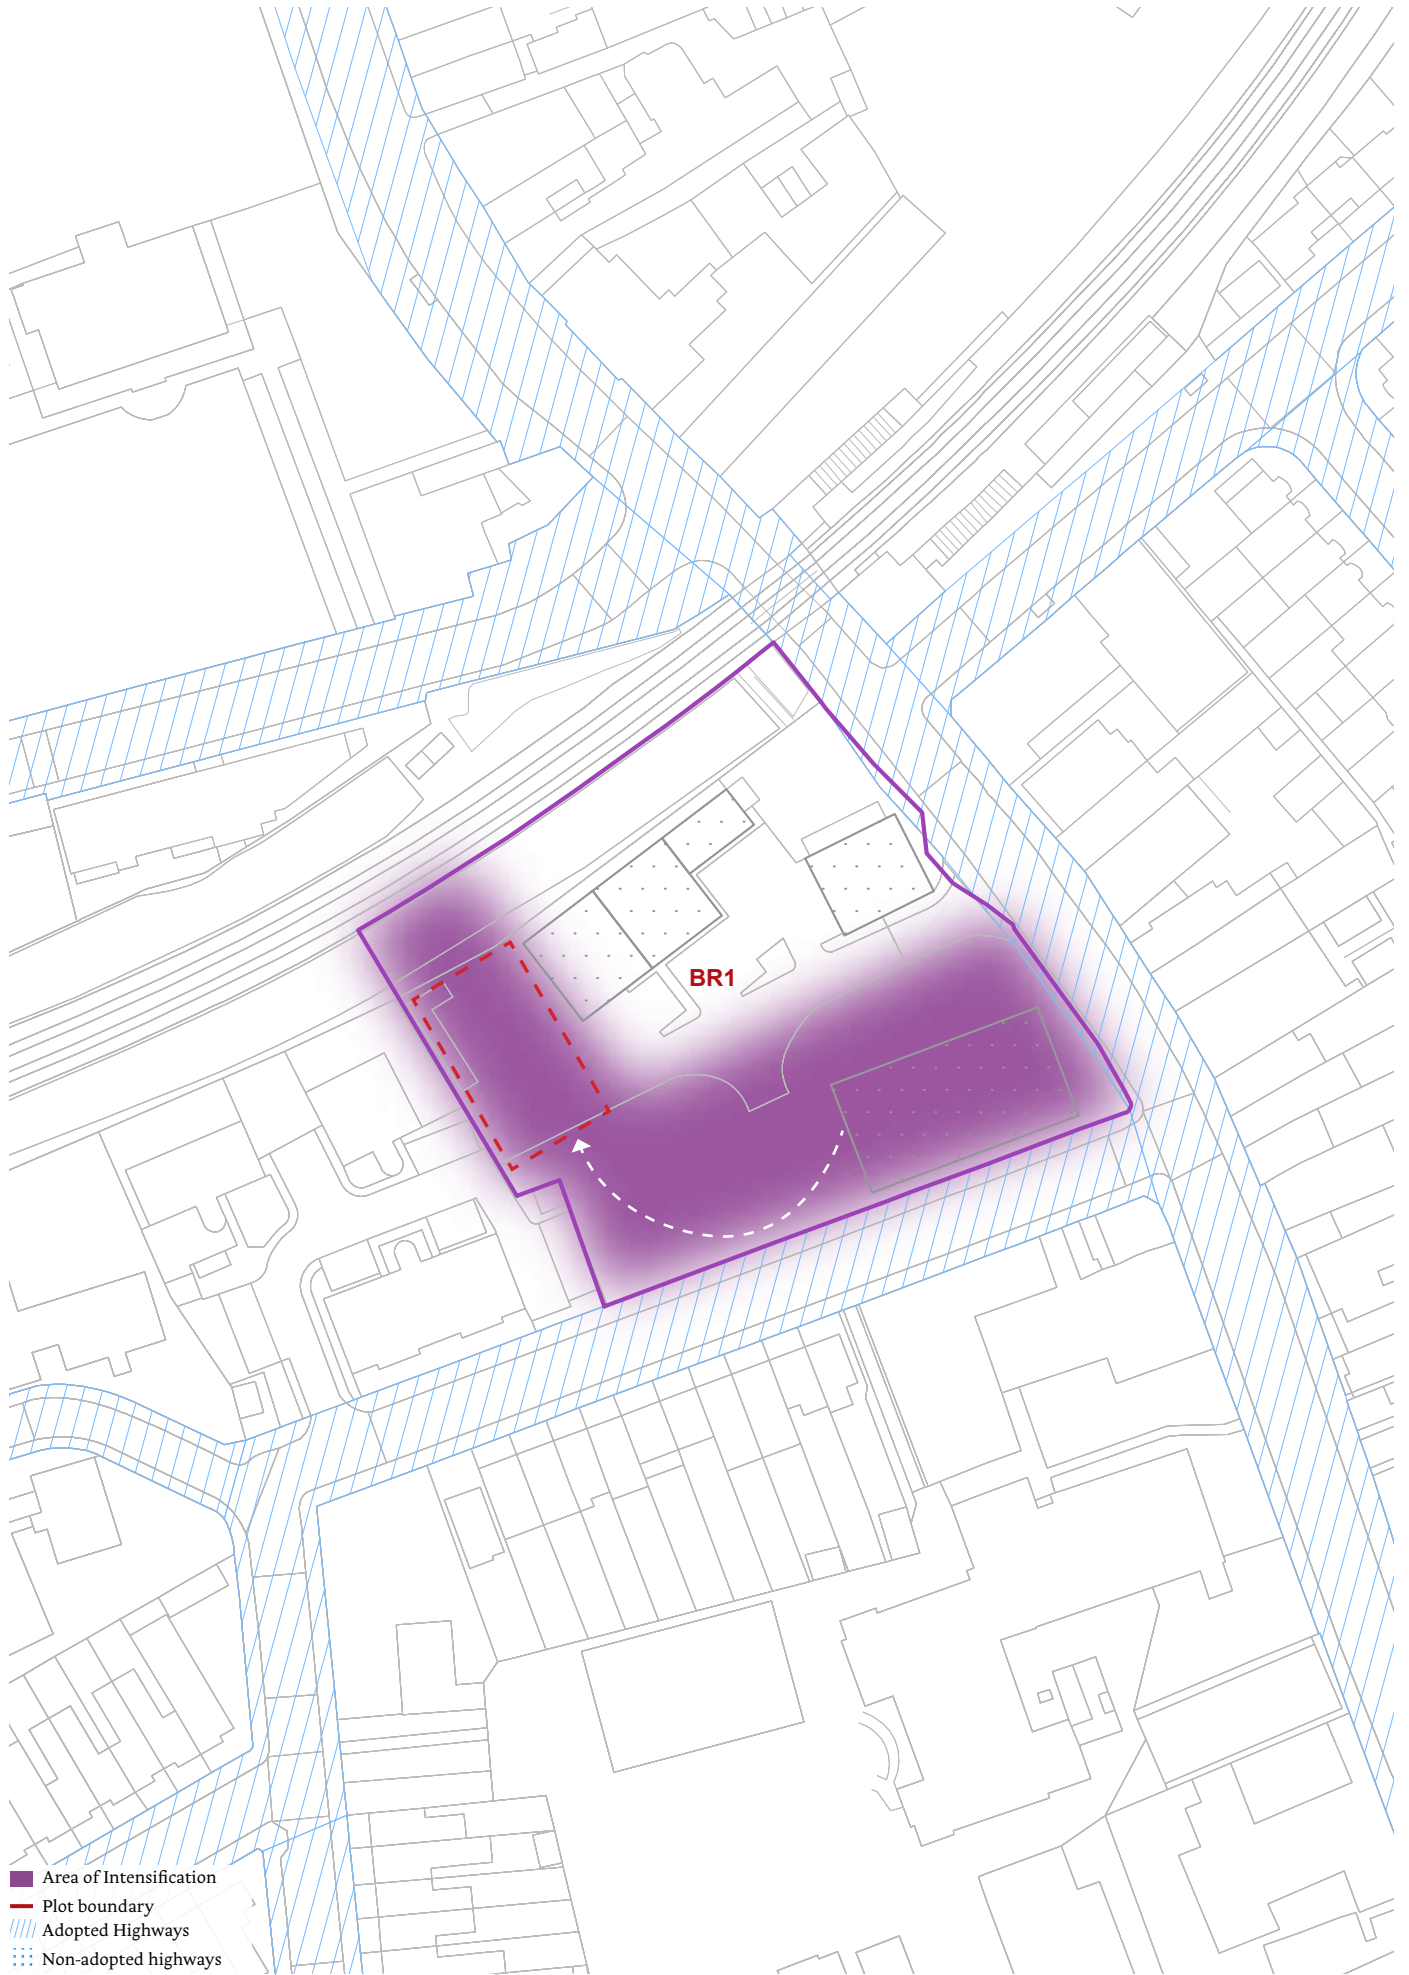 BR1
Area of Intensification
Plot boundary
Adopted Highways
Non-adopted highways